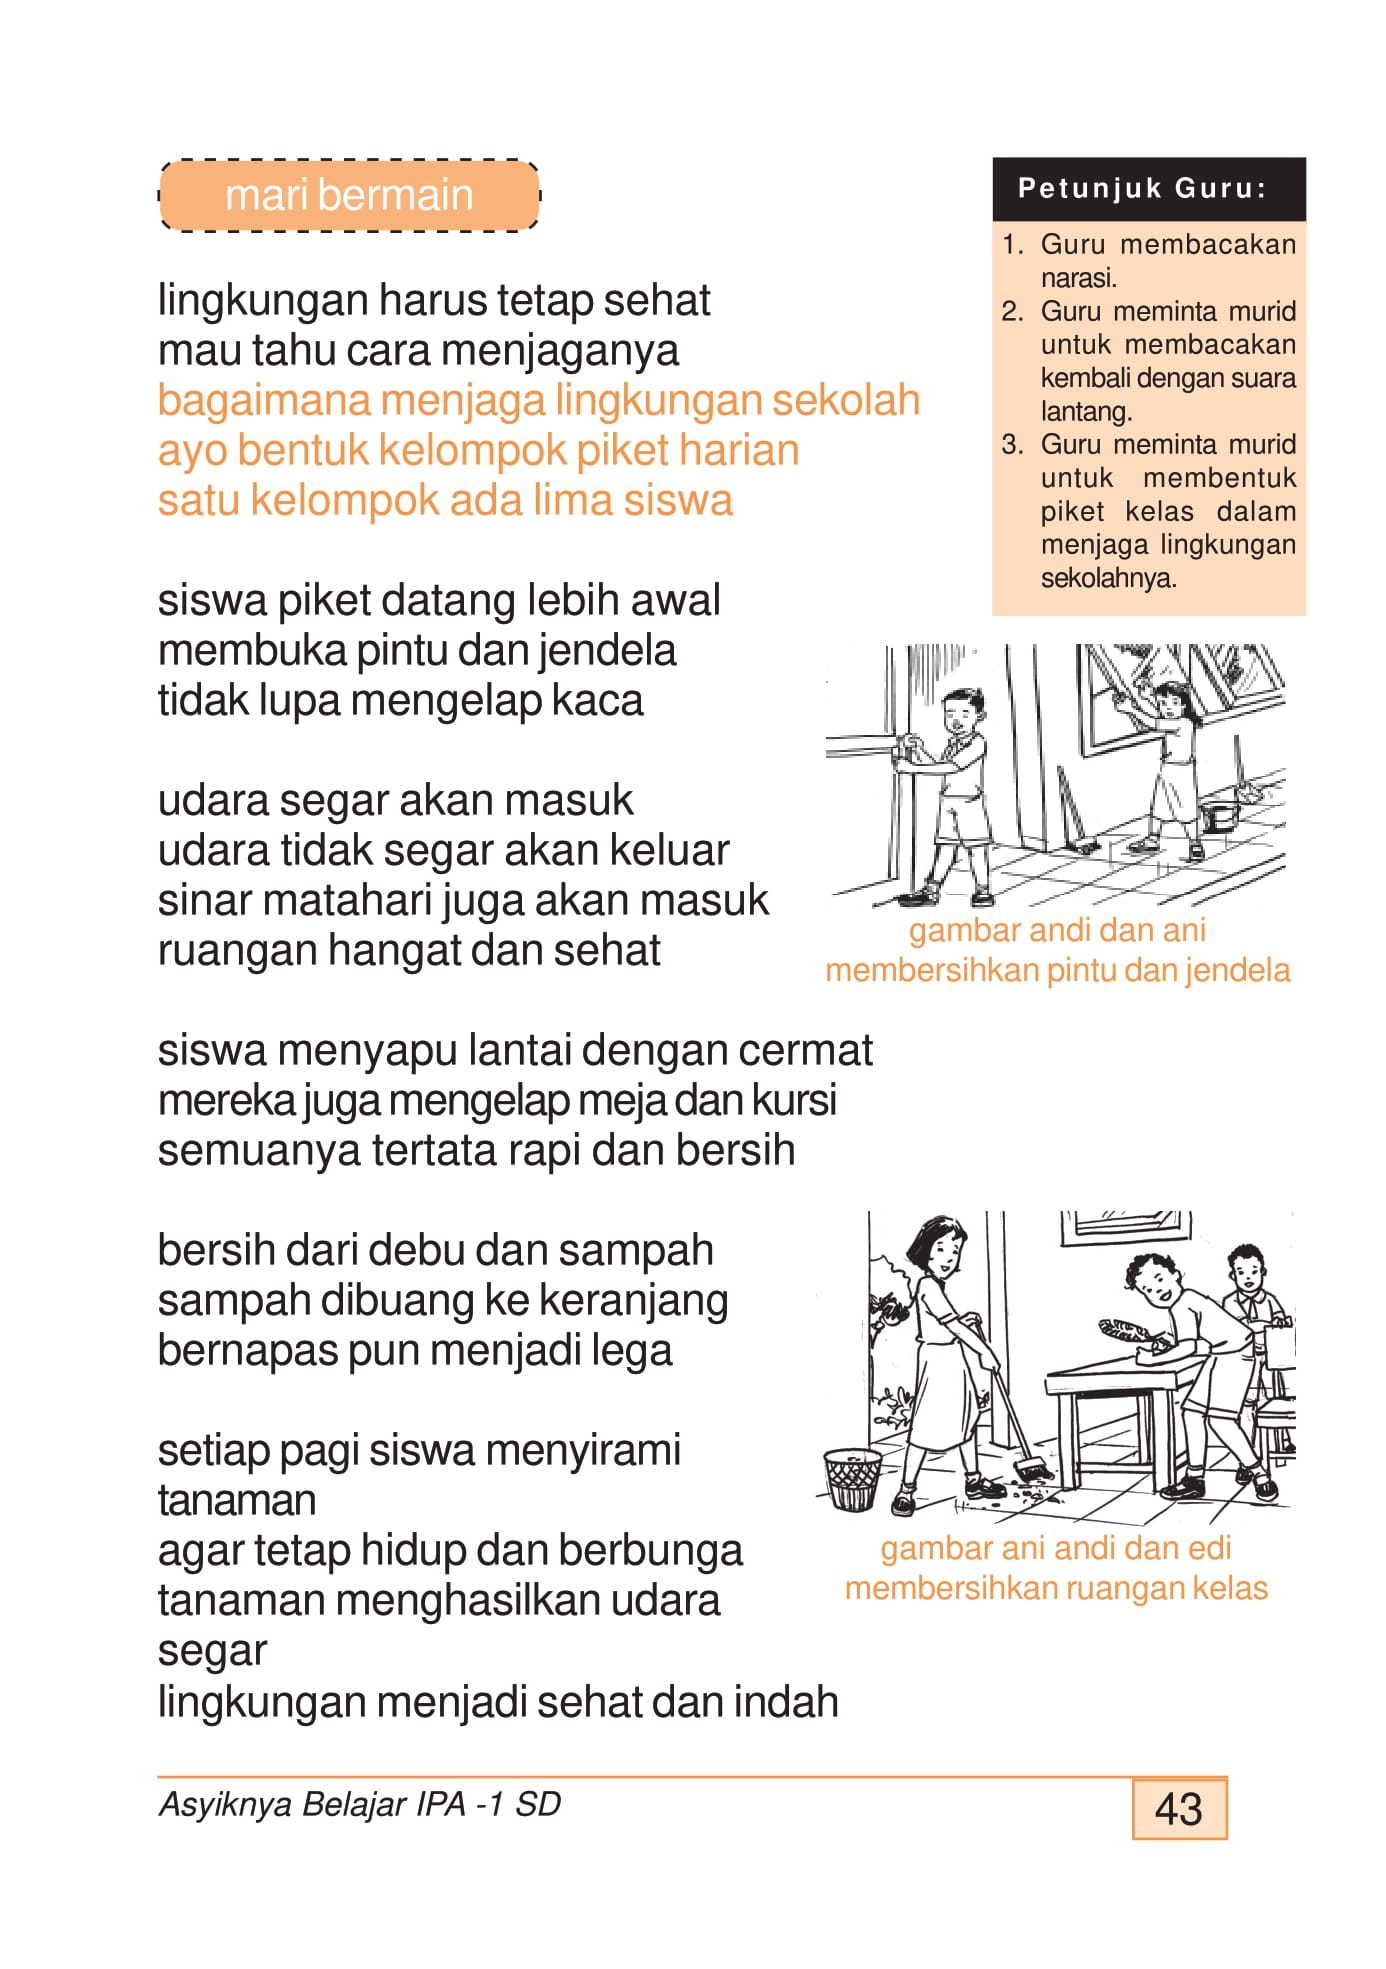 mari bermain
lingkungan harus tetap sehat
mau tahu cara menjaganya
bagaimana menjaga lingkungan sekolah
ayo bentuk kelompok piket harian
satu kelompok ada lima siswa
siswa piket datang lebih awal
membuka pintu dan jendela
tidak lupa mengelap kaca
udara segar akan masuk
udara tidak segar akan keluar
sinar matahari juga akan masuk
ruangan hangat dan sehat
siswa menyapu lantai dengan cermat
mereka juga mengelap meja dan kursi
semuanya tertata rapi dan bersih
bersih dari debu dan sampah
sampah dibuang ke keranjang
bernapas pun menjadi lega
setiap pagi siswa menyirami
tanaman
agar tetap hidup dan berbunga
tanaman menghasilkan udara
segar
lingkungan menjadi sehat dan indah
Petunjuk Guru:
1. Guru membacakan
narasi.
2. Guru meminta murid
untuk membacakan
kembali dengan suara
lantang.
3. Guru meminta murid
untuk membentuk
piket kelas dalam
menjaga lingkungan
sekolahnya.
gambar andi dan ani
membersihkan pintu dan jendela
gambar ani andi dan edi
membersihkan ruangan kelas
Asyiknya Belajar IPA -1 SD
43